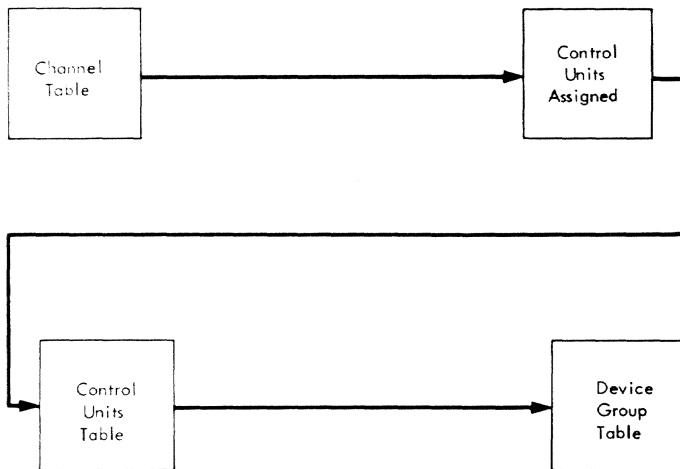 Channel
Table
Control
Units
Assigned
Control
Units
Table
Device
Group
Table